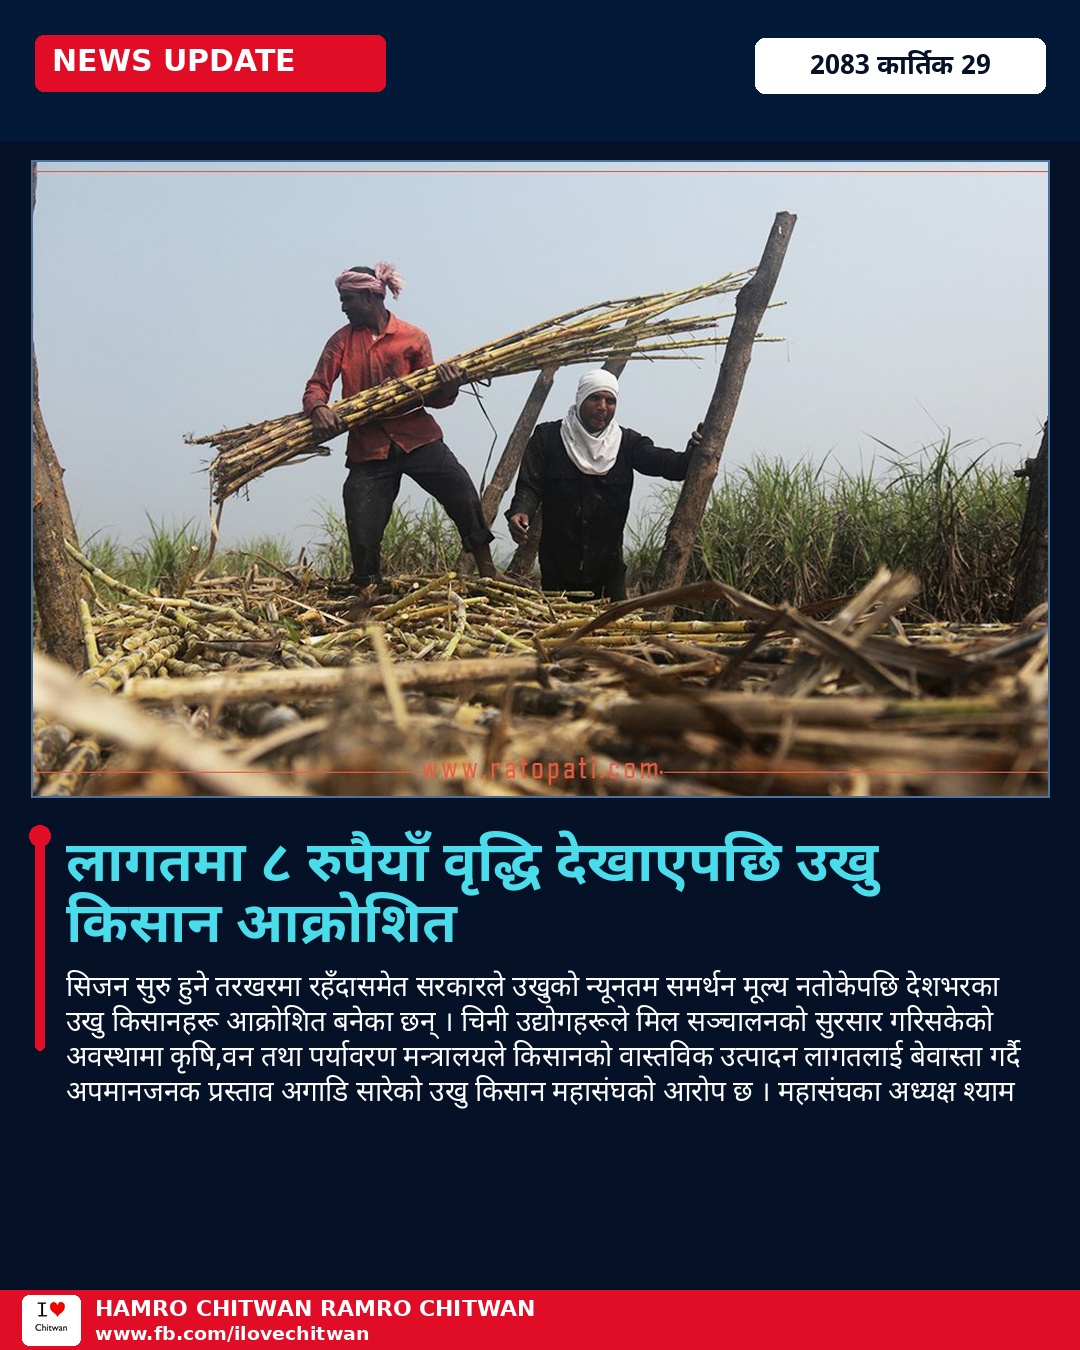 NEWS UPDATE
2083 कार्तिक 29
www.ratopati.com
लागतमा ८ रुपैयाँ वृद्धि देखाएपछि उखु
किसान आक्रोशित
सिजन सुरु हुने तरखरमा रहँदासमेत सरकारले उखुको न्यूनतम समर्थन मूल्य नतोकेपछि देशभरका
उखु किसानहरू आक्रोशित बनेका छन् । चिनी उद्योगहरूले मिल सञ्चालनको सुरसार गरिसकेको
अवस्थामा कृषि,वन तथा पर्यावरण मन्त्रालयले किसानको वास्तविक उत्पादन लागतलाई बेवास्ता गर्दै
अपमानजनक प्रस्ताव अगाडि सारेको उखु किसान महासंघको आरोप छ । महासंघका अध्यक्ष श्याम
I❤
Chitwan
HAMRO CHITWAN RAMRO CHITWAN
www.fb.com/ilovechitwan